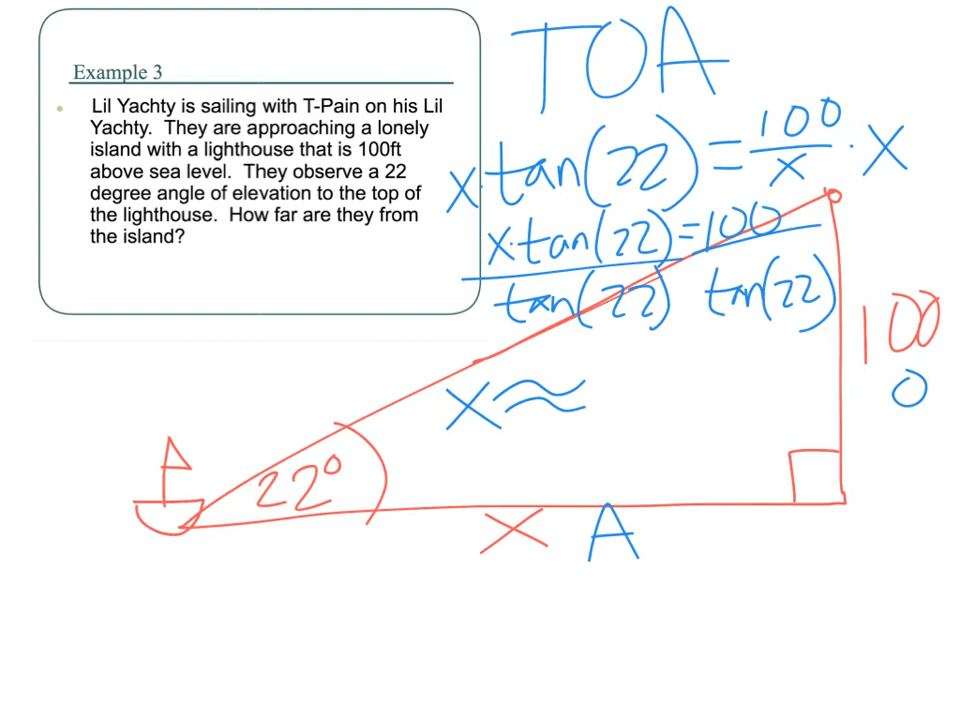 Example 3
Lil Yachty is sailing with T-Pain on his Lil
Yachty. They are approaching a lonely
island with a lighthouse that is 100ft
above sea level. They observe a 22
degree angle of elevation to the top of
the lighthouse. How far are they from
the island?
TOA
x·tan(22) = 100/x · x
x·tan(22) = 100
tan(22) tan(22)
x ≈
100
O
22°
x A